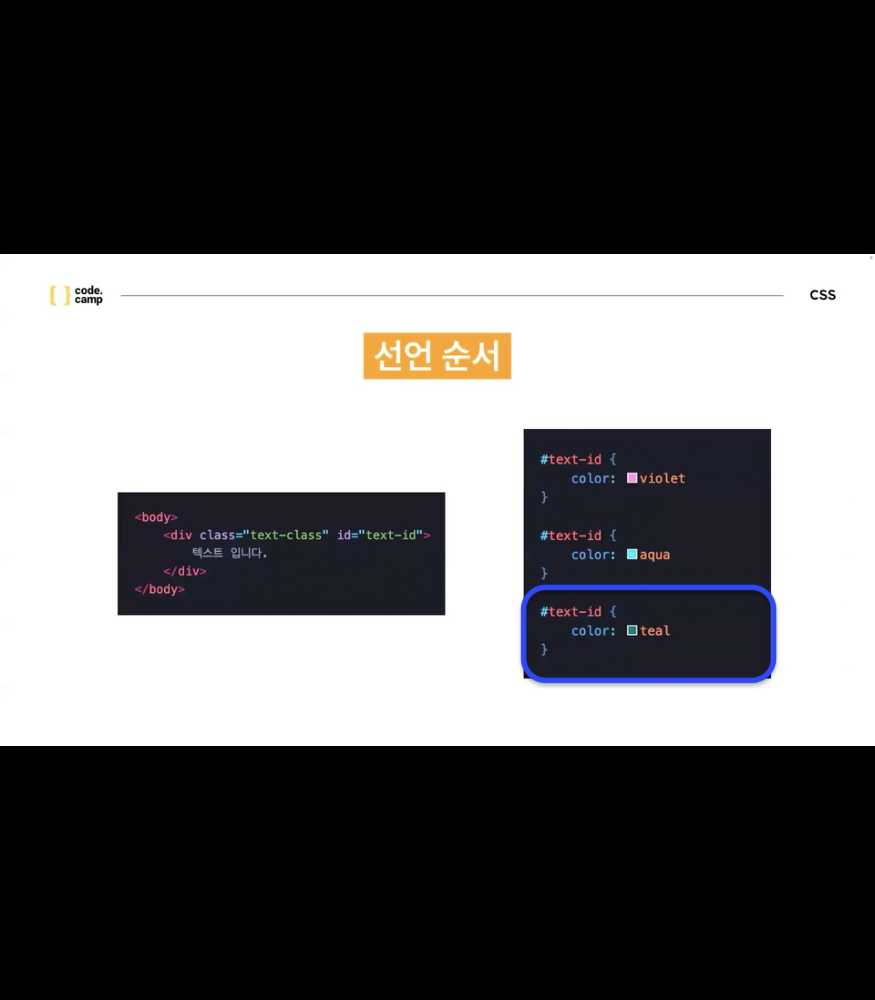 code.
camp
CSS
선언 순서
<body>
<div class="text-class" id="text-id">
텍스트 입니다.
</div>
</body>
#text-id {
color: violet
}
#text-id {
color: aqua
}
#text-id {
color: teal
}